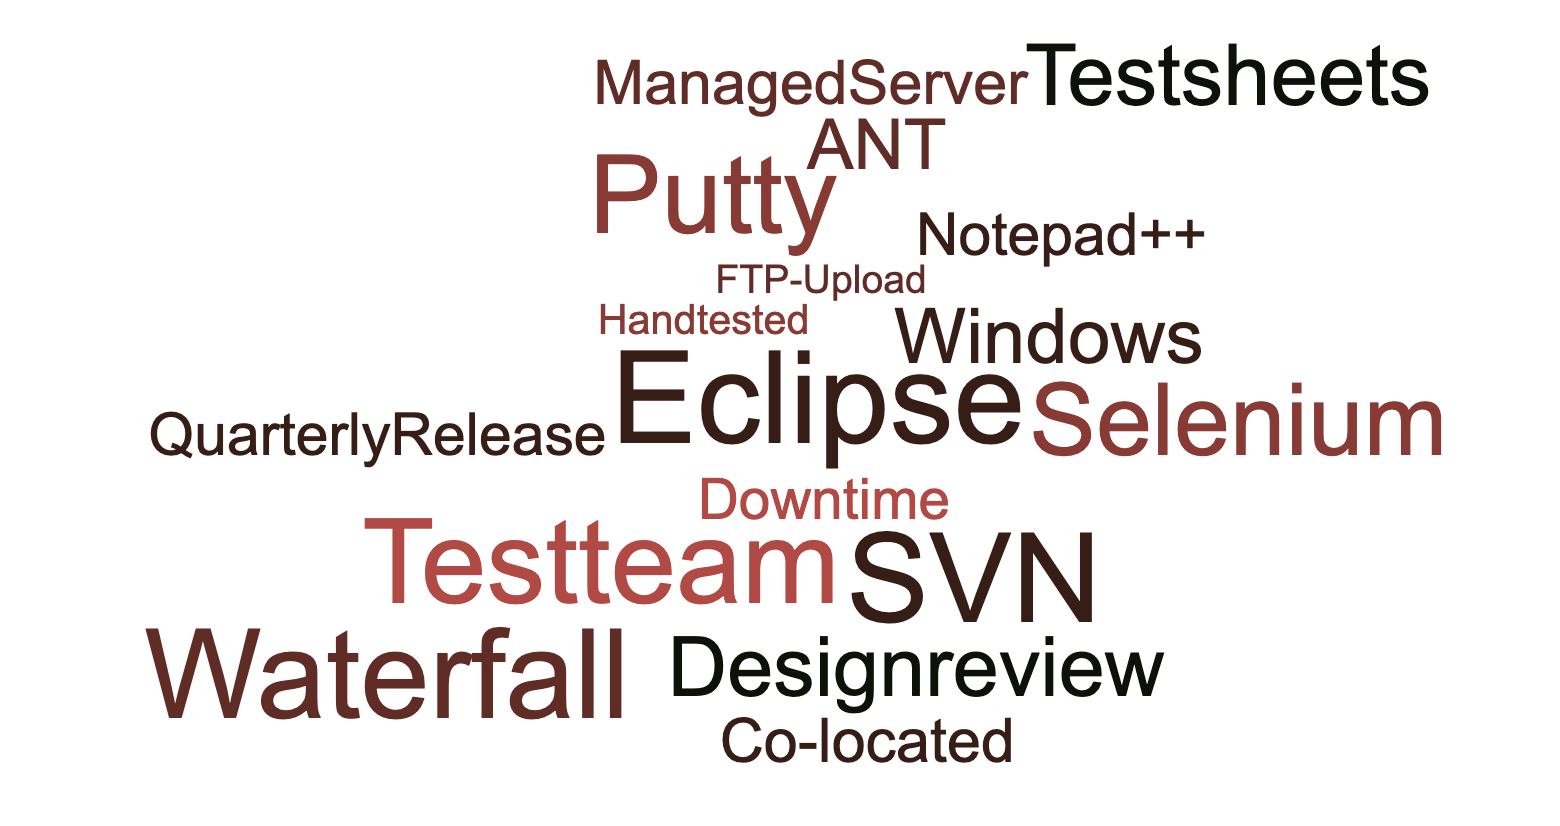 ManagedServer Testsheets
ANT
Putty
Notepad++
FTP-Upload
Handtested
Windows
Eclipse
Selenium
QuarterlyRelease
Downtime
Testteam
SVN
Waterfall
Designreview
Co-located